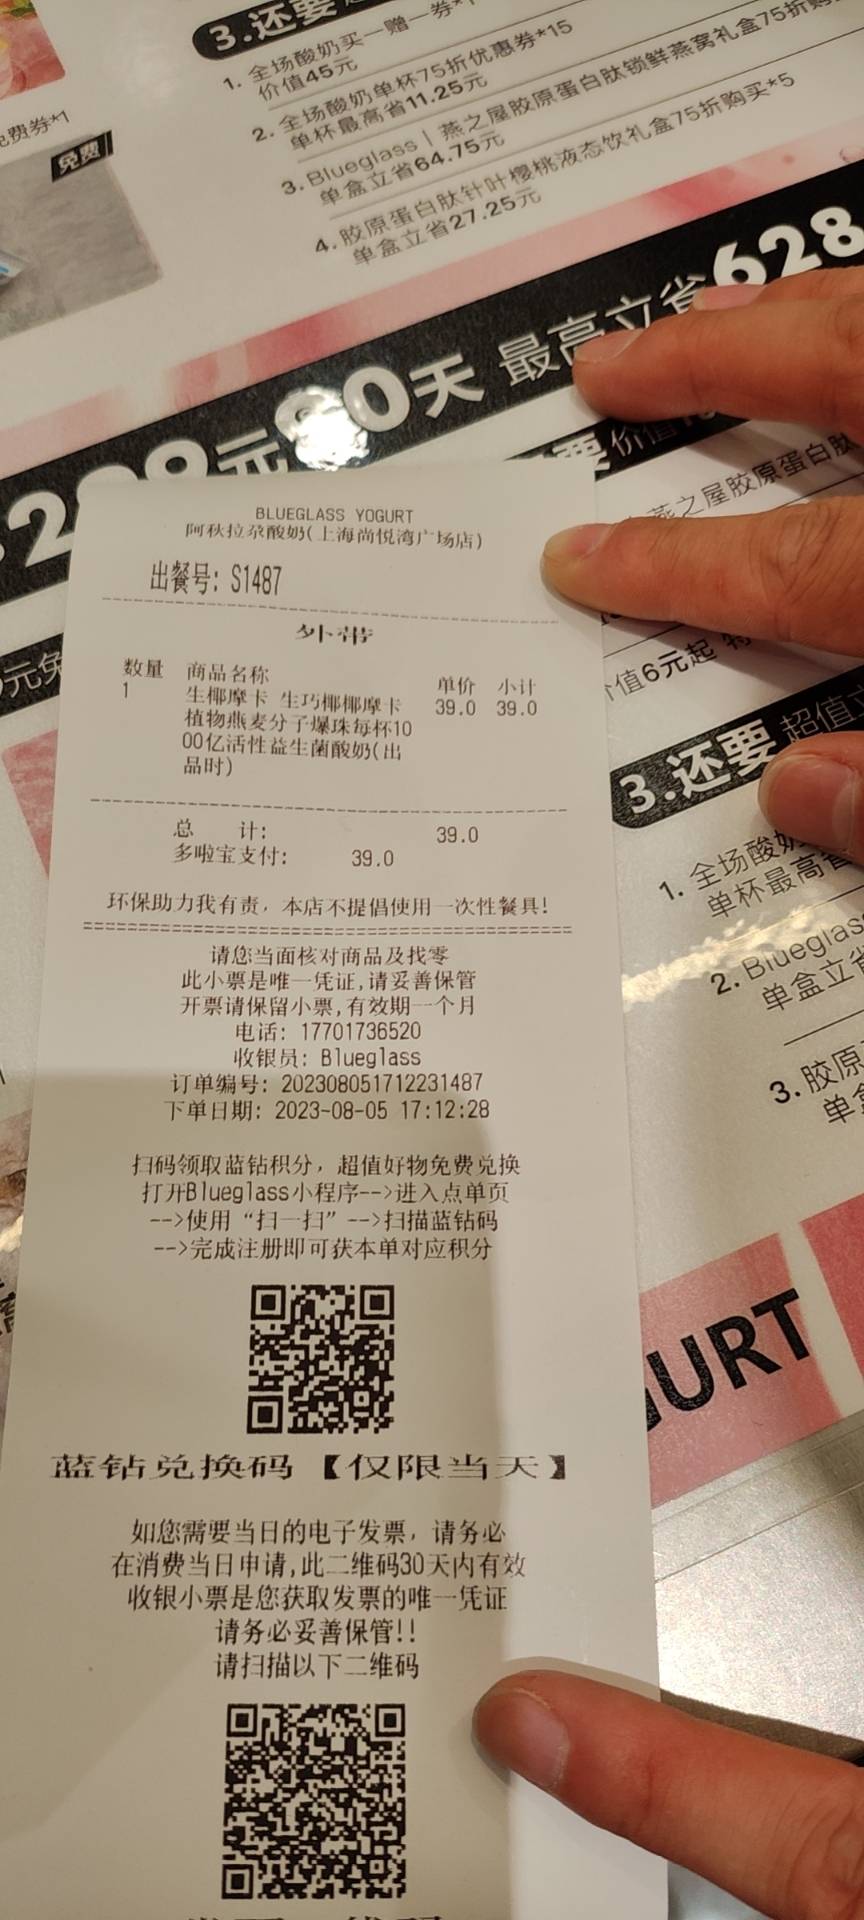 3.还要
1. 全场酸奶买一赠一券*1
价值45元
2. 全场酸奶单杯75折优惠券*15
单杯最高省11.25元
3. Blueglass | 燕之屋胶原蛋白肽锁鲜燕窝礼盒75折购
单盒立省64.75元
4. 胶原蛋白肽针叶樱桃液态饮礼盒75折购买*5
单盒立省27.25元
免费券*1
免费
元
0天 最高立省628
要 价值
燕之屋胶原蛋白肽
价值6元起
元免
3.还要 超值
1. 全场酸奶
单杯最高省
2. Blueglass
单盒立省
3. 胶原
单盒
GURT
BLUEGLASS YOGURT
阿秋拉尕酸奶(上海尚悦湾广场店)
出餐号: S1487
外带
数量 商品名称 单价 小计
1 生椰摩卡 生巧椰椰摩卡 39.0 39.0
植物燕麦分子爆珠每杯10
00亿活性益生菌酸奶(出
品时)
总 计: 39.0
多啦宝支付: 39.0
环保助力我有责，本店不提倡使用一次性餐具!
请您当面核对商品及找零
此小票是唯一凭证,请妥善保管
开票请保留小票,有效期一个月
电话: 17701736520
收银员: Blueglass
订单编号: 202308051712231487
下单日期: 2023-08-05 17:12:28
扫码领取蓝钻积分，超值好物免费兑换
打开Blueglass小程序-->进入点单页
-->使用“扫一扫”-->扫描蓝钻码
-->完成注册即可获本单对应积分
蓝钻兑换码【仅限当天】
如您需要当日的电子发票，请务必
在消费当日申请,此二维码30天内有效
收银小票是您获取发票的唯一凭证
请务必妥善保管!!
请扫描以下二维码